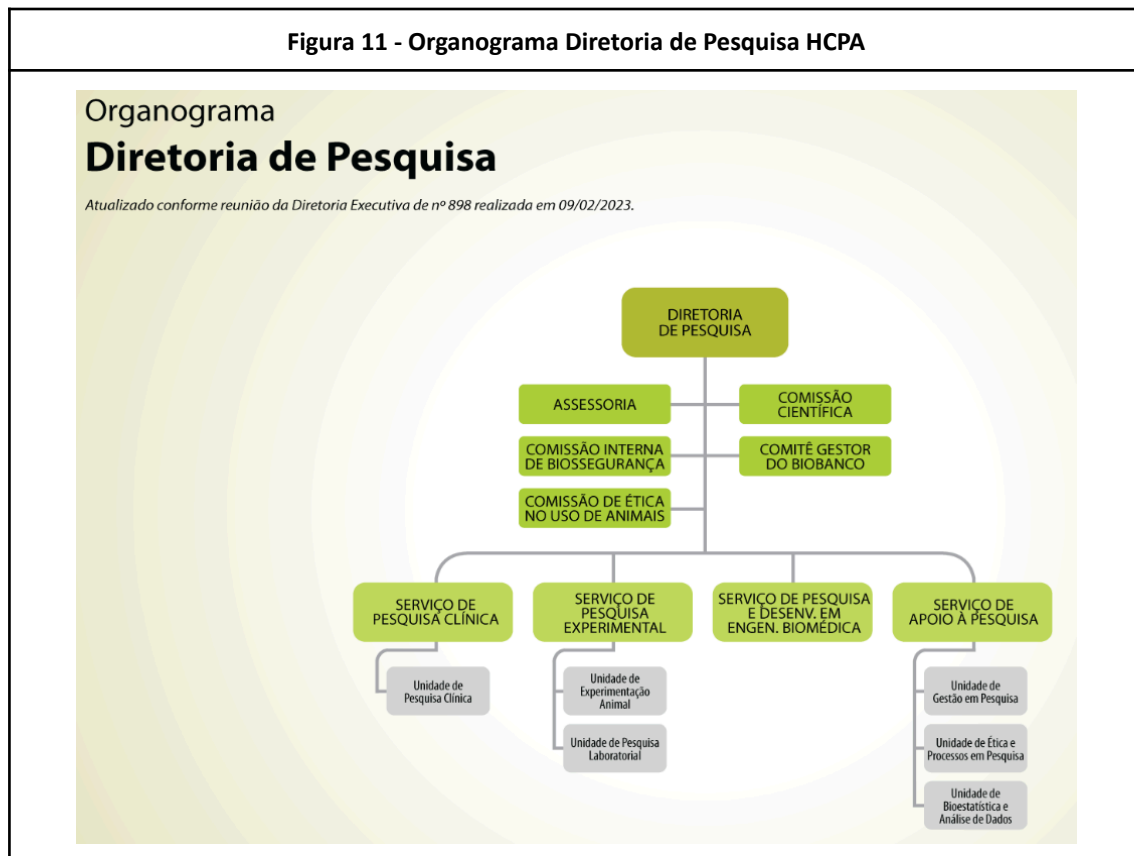 Figura 11 - Organograma Diretoria de Pesquisa HCPA
Organograma
Diretoria de Pesquisa
Atualizado conforme reunião da Diretoria Executiva de nº 898 realizada em 09/02/2023.
DIRETORIA
DE PESQUISA
ASSESSORIA
COMISSÃO
CIENTÍFICA
COMISSÃO INTERNA
DE BIOSSEGURANÇA
COMITÊ GESTOR
DO BIOBANCO
COMISSÃO DE ÉTICA
NO USO DE ANIMAIS
SERVIÇO DE
PESQUISA CLÍNICA
SERVIÇO DE
PESQUISA
EXPERIMENTAL
SERVIÇO DE PESQUISA
E DESENV. EM
ENGEN. BIOMÉDICA
SERVIÇO DE
APOIO À PESQUISA
Unidade de
Pesquisa Clínica
Unidade de
Experimentação
Animal
Unidade de Pesquisa
Laboratorial
Unidade de
Gestão em Pesquisa
Unidade de Ética e
Processos em Pesquisa
Unidade de
Bioestatística e
Análise de Dados